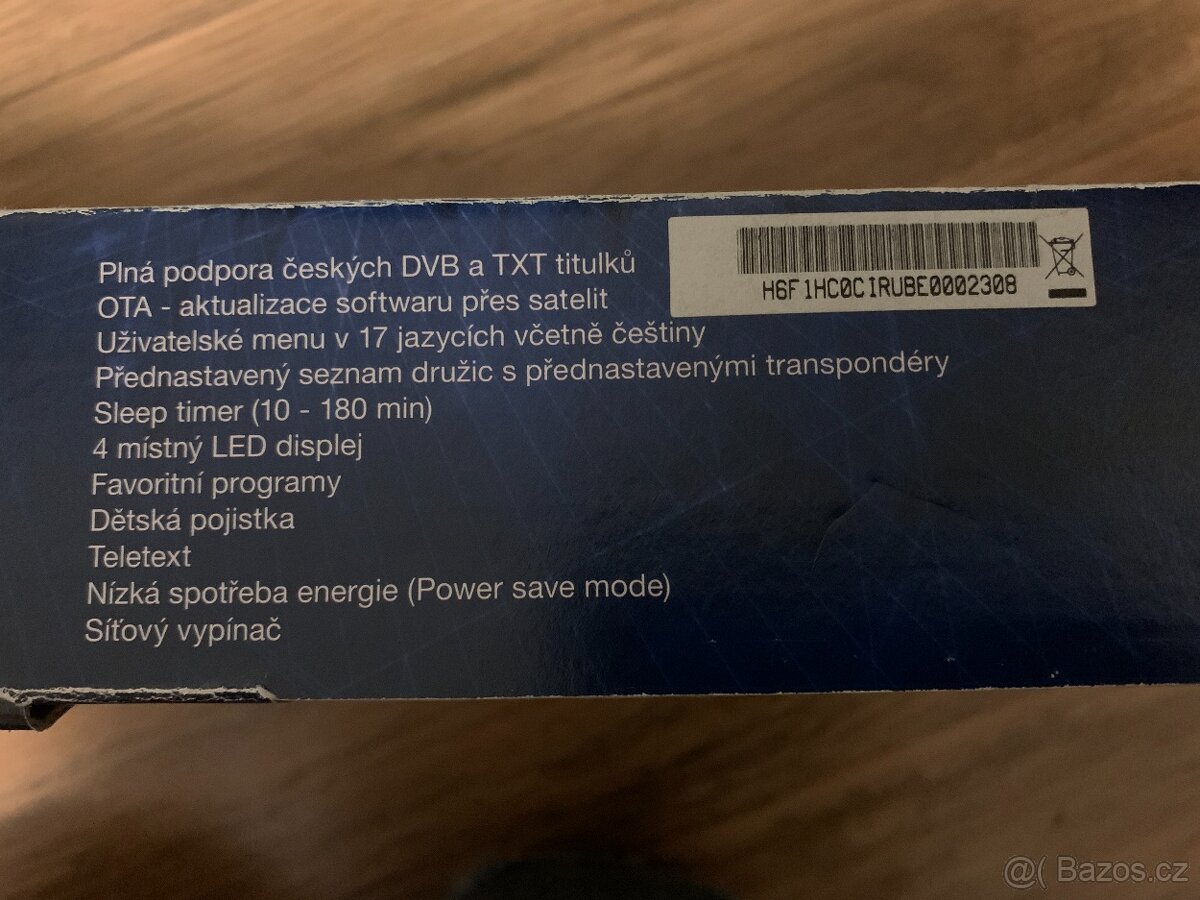 Plná podpora českých DVB a TXT titulků
OTA - aktualizace softwaru přes satelit
Uživatelské menu v 17 jazycích včetně češtiny
Přednastavený seznam družic s přednastavenými transpondéry
Sleep timer (10 - 180 min)
4 místný LED displej
Favoritní programy
Dětská pojistka
Teletext
Nízká spotřeba energie (Power save mode)
Síťový vypínač
H6F1HC0CIRUBE0002308
@( Bazos.cz